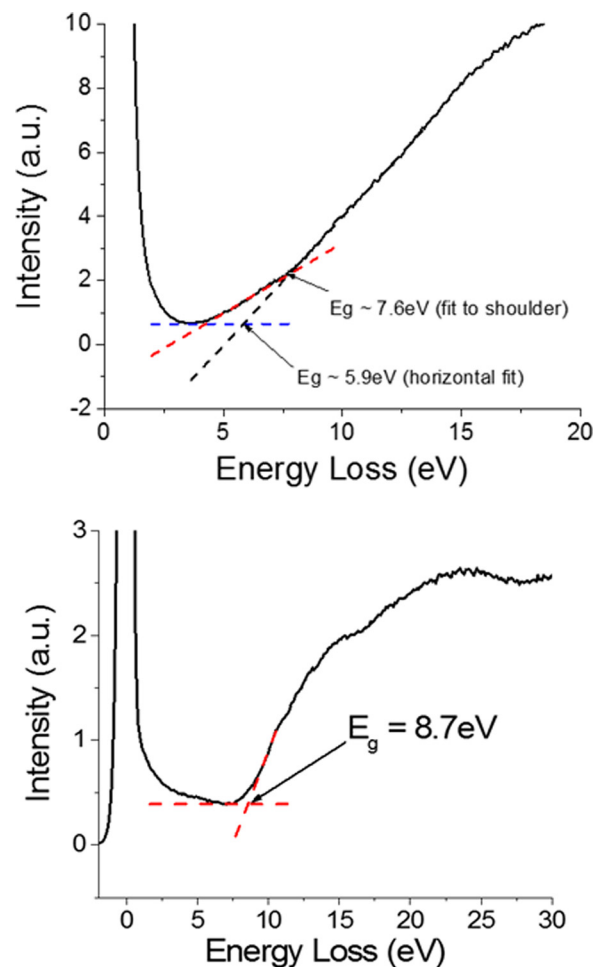 10
8
6
4
2
0
-2
Intensity (a.u.)
Eg ~ 7.6eV (fit to shoulder)
Eg ~ 5.9eV (horizontal fit)
0 5 10 15 20
Energy Loss (eV)
3
2
1
0
Intensity (a.u.)
Eg = 8.7eV
0 5 10 15 20 25 30
Energy Loss (eV)